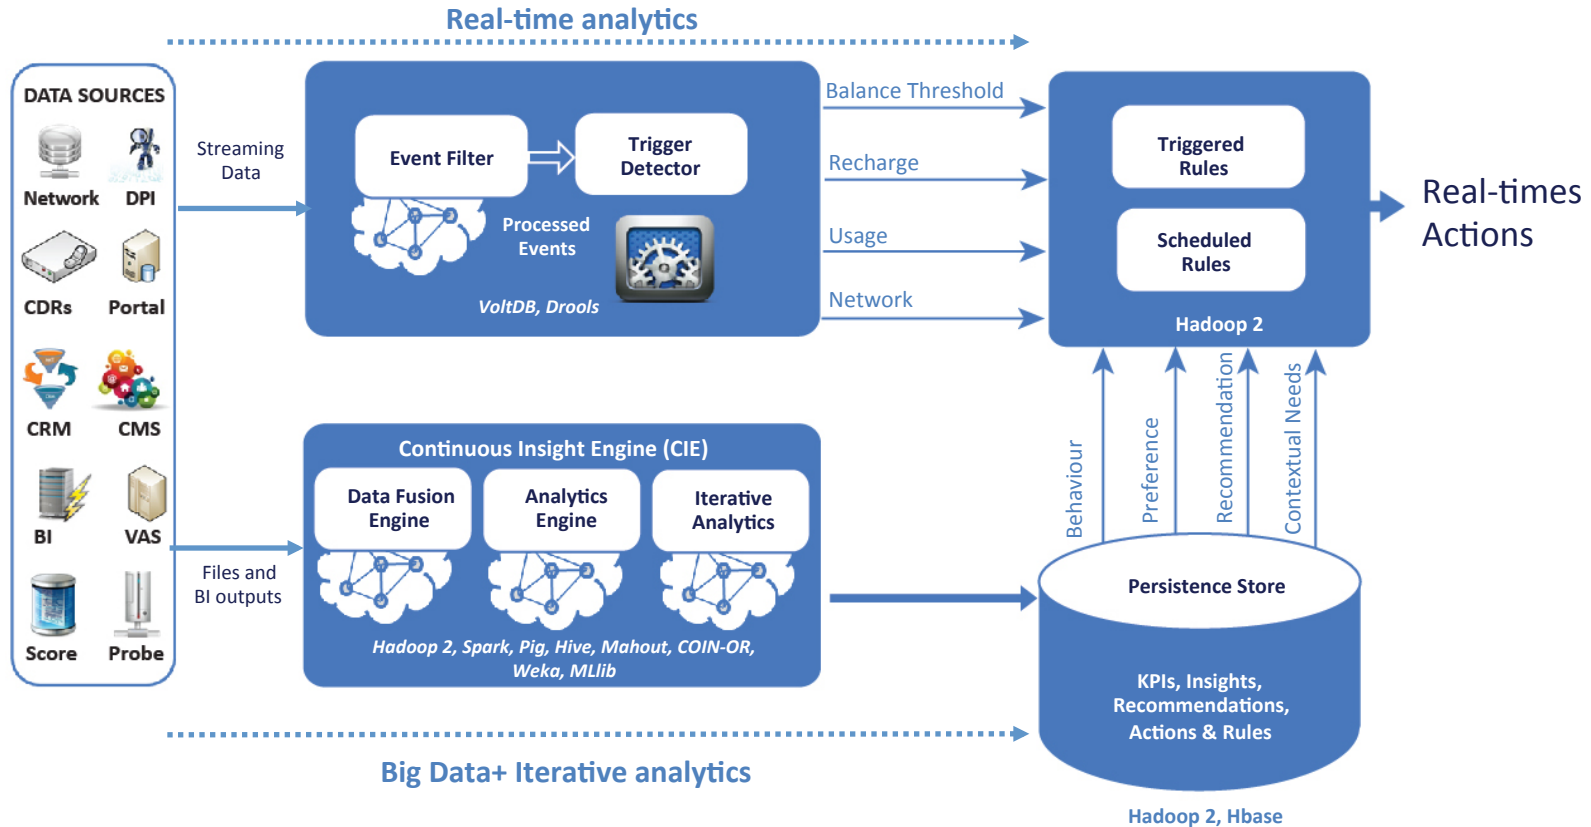 Real-time analytics
DATA SOURCES
Network DPI
CDRs Portal
CRM CMS
BI VAS
Score Probe
Streaming
Data
Files and
BI outputs
Event Filter
Trigger
Detector
Processed
Events
VoltDB, Drools
Balance Threshold
Recharge
Usage
Network
Triggered
Rules
Scheduled
Rules
Hadoop 2
Real-times
Actions
Continuous Insight Engine (CIE)
Data Fusion
Engine
Analytics
Engine
Iterative
Analytics
Hadoop 2, Spark, Pig, Hive, Mahout, COIN-OR,
Weka, MLlib
Behaviour
Preference
Recommendation
Contextual Needs
Persistence Store
KPIs, Insights,
Recommendations,
Actions & Rules
Big Data+ Iterative analytics
Hadoop 2, Hbase